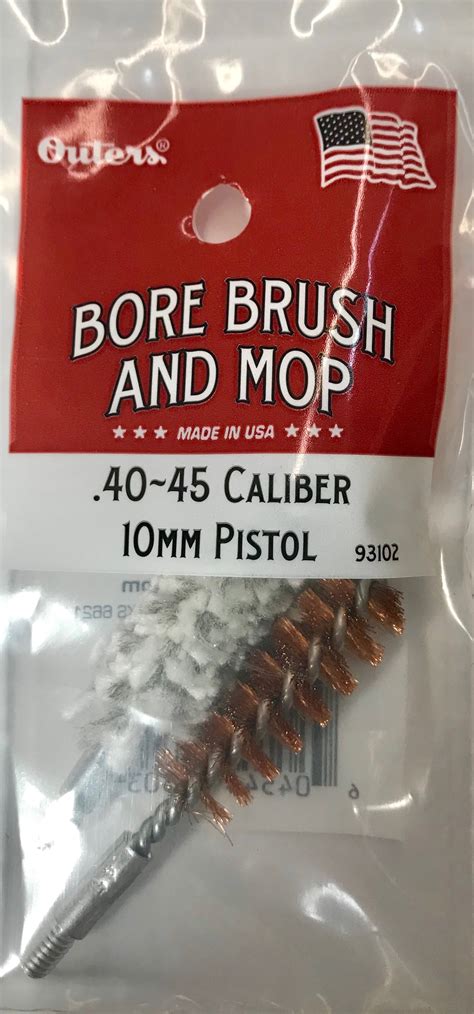 Outers®
BORE BRUSH
AND MOP
★★★ MADE IN USA ★★★
.40~45 CALIBER
10MM PISTOL 93102